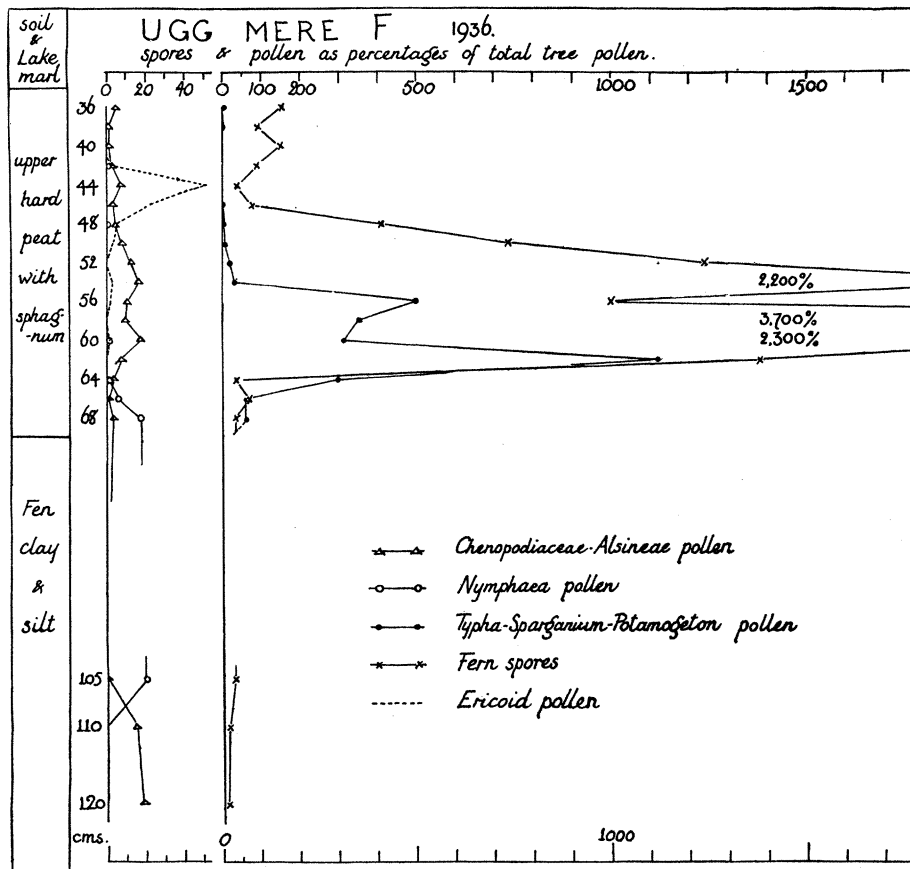 soil
&
Lake
marl
UGG MERE F 1936.
spores & pollen as percentages of total tree pollen.
0 20 40 0 100 200 500 1000 1500
36
40
44
48
52
56
60
64
68
upper
hard
peat
with
sphag-
-num
2,200%
3,700%
2,300%
Fen
clay
&
silt
Chenopodiaceae-Alsineae pollen
Nymphaea pollen
Typha-Sparganium-Potamogeton pollen
Fern spores
Ericoid pollen
105
110
120
cms.
0 1000